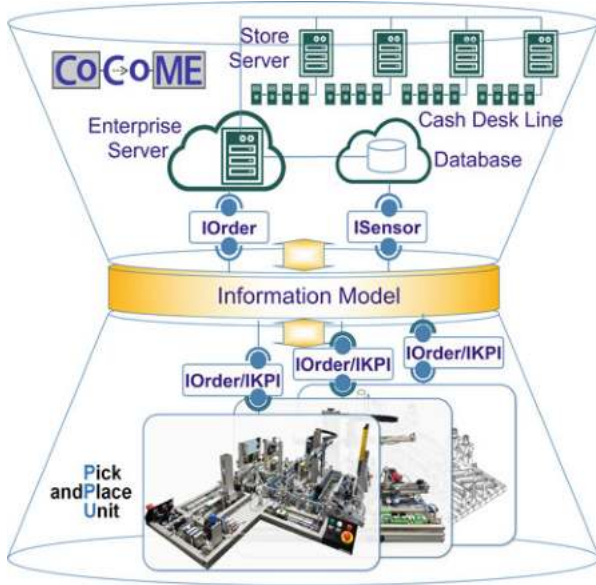 CoCoME
Store
Server
Enterprise
Server
Cash Desk Line
Database
IOrder
ISensor
Information Model
IOrder/IKPI
IOrder/IKPI
IOrder/IKPI
Pick
andPlace
Unit